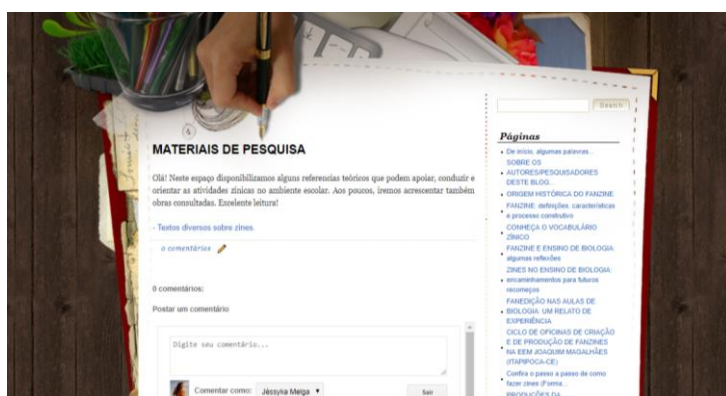 MATERIAIS DE PESQUISA
Olá! Neste espaço disponibilizamos alguns referencias teóricos que podem apoiar, conduzir e
orientar as atividades zínicas no ambiente escolar. Aos poucos, iremos acrescentar também
obras consultadas. Excelente leitura!
- Textos diversos sobre zines.
0 comentários
0 comentários:
Postar um comentário
Digite seu comentário...
Comentar como: Jéssyka Meiga
Sair
Search
Páginas
De início, algumas palavras...
SOBRE OS
AUTORES/PESQUISADORES
DESTE BLOG...
ORIGEM HISTÓRICA DO FANZINE
FANZINE: definições, características
e processo construtivo
CONHEÇA O VOCABULÁRIO
ZÍNICO
FANZINE E ENSINO DE BIOLOGIA:
algumas reflexões
ZINES NO ENSINO DE BIOLOGIA:
encaminhamentos para futuros
recomeços
FANEDIÇÃO NAS AULAS DE
BIOLOGIA: UM RELATO DE
EXPERIÊNCIA
CICLO DE OFICINAS DE CRIAÇÃO
E DE PRODUÇÃO DE FANZINES
NA EEM JOAQUIM MAGALHÃES
(ITAPIPOCA-CE)
Confira o passo a passo de como
fazer zines (Forma...
PRODUÇÕES DA